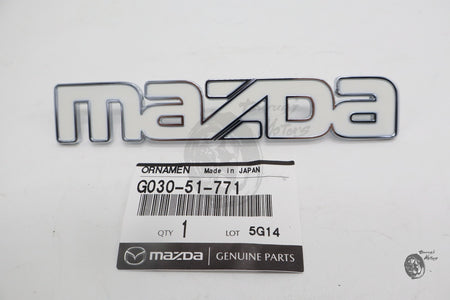 mazda
ORNAMEN Made in JAPAN
G030-51-771
QTY 1 LOT 5G14
mazda GENUINE PARTS